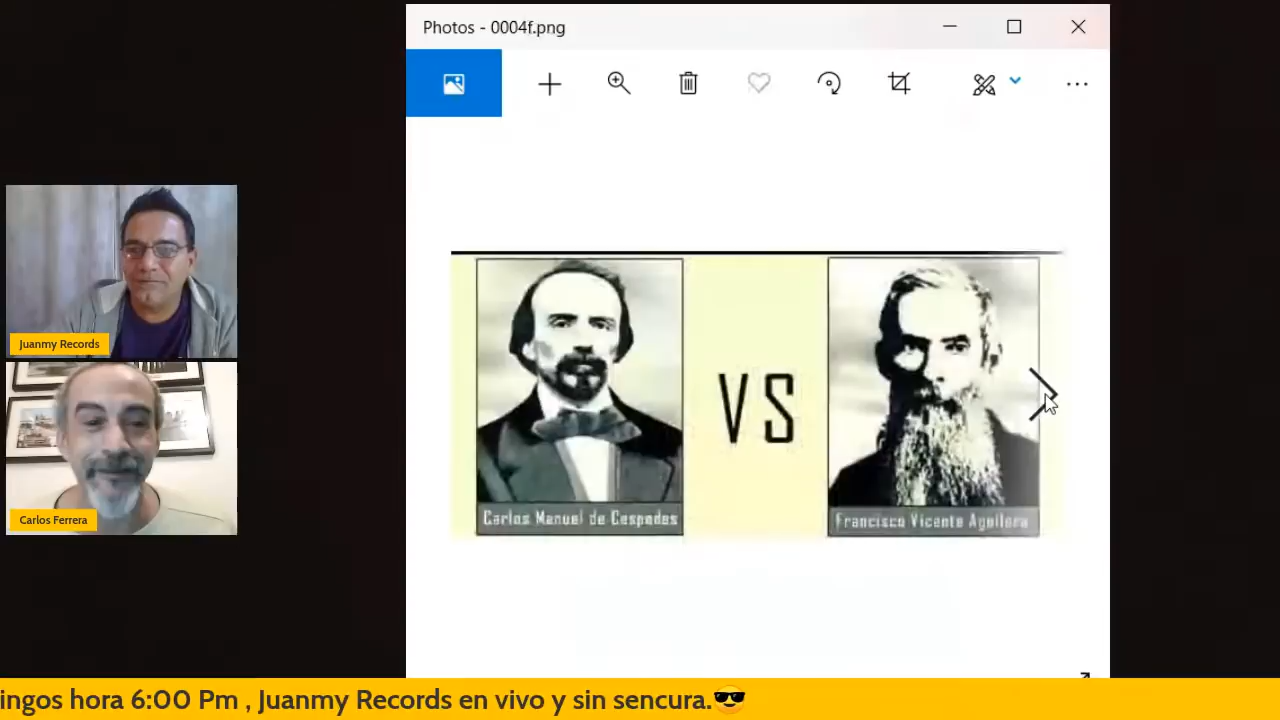 Photos - 0004f.png
Juanmy Records
Carlos Ferrera
VS
Carlos Manuel de Cespedes
Francisco Vicente Aguilera
ingos hora 6:00 Pm , Juanmy Records en vivo y sin sencura.😎